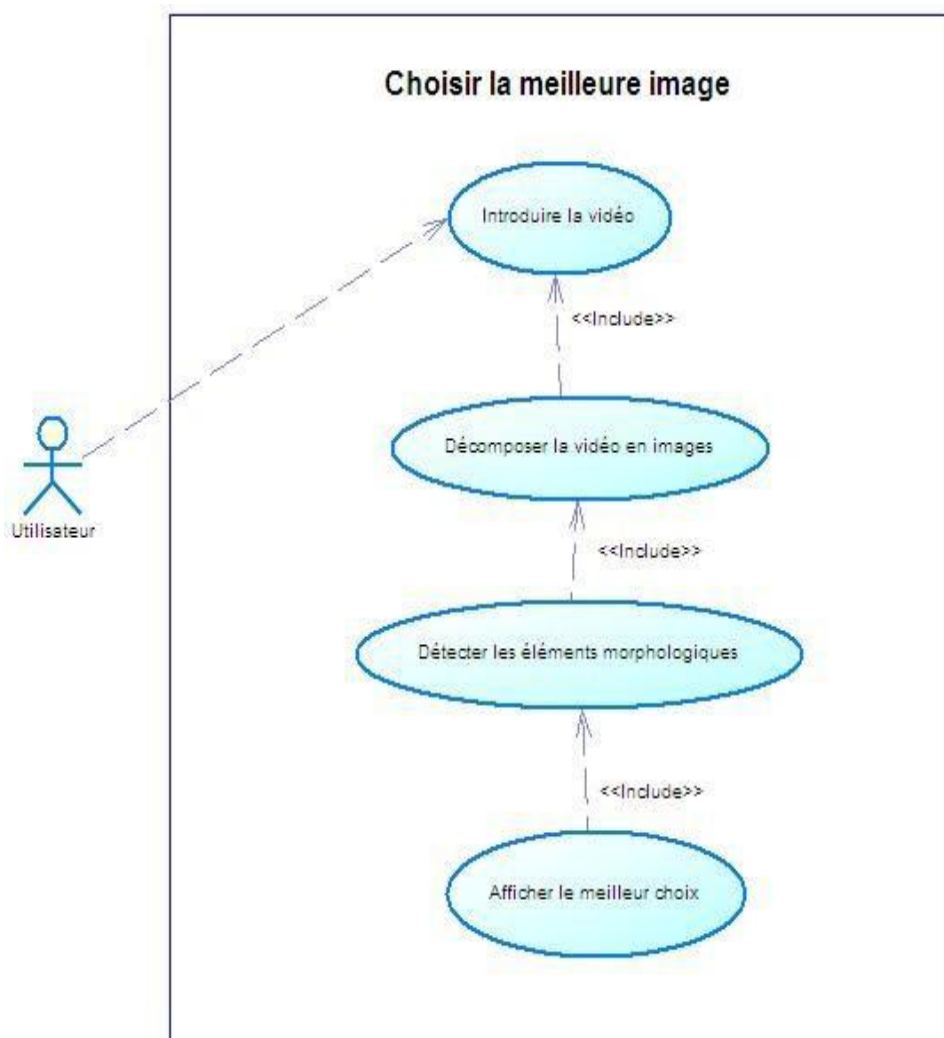 Choisir la meilleure image
Introduire la vidéo
<<Include>>
Décomposer la vidéo en images
Utilisateur
<<Include>>
Détecter les éléments morphologiques
<<Include>>
Afficher le meilleur choix